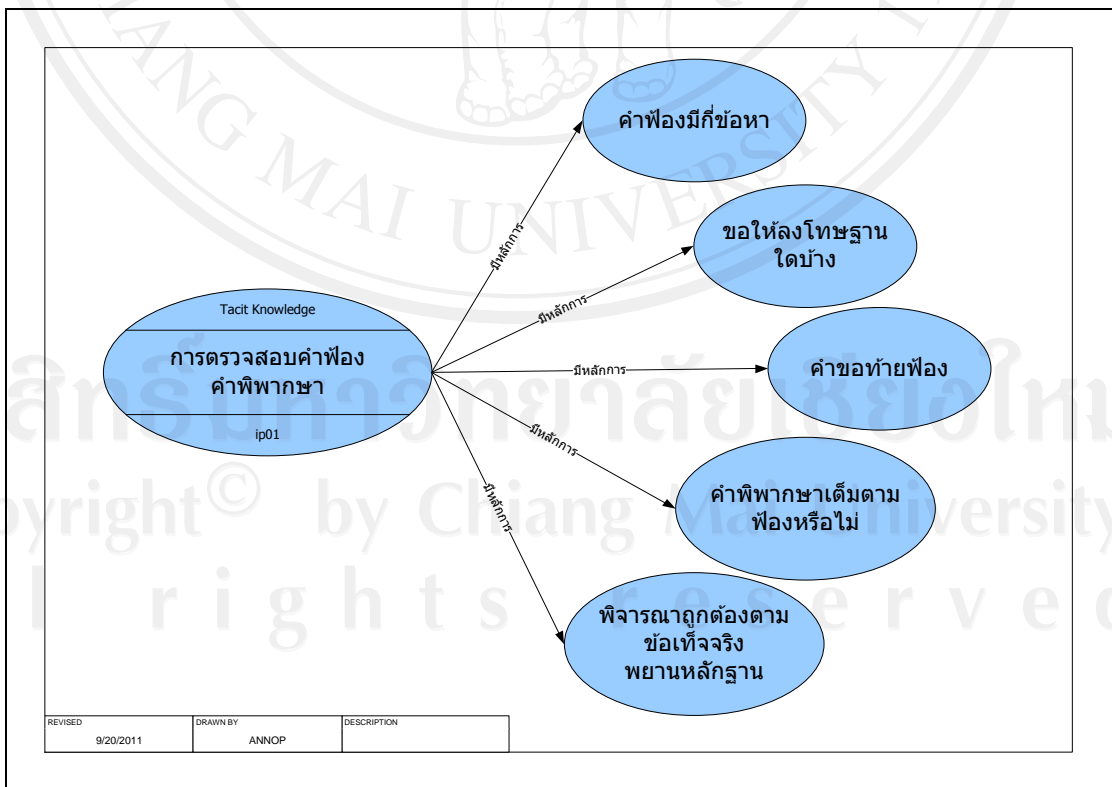 คำฟ้องมีกี่ข้อหา
มีหลักการ
ขอให้ลงโทษฐาน
ใดบ้าง
มีหลักการ
Tacit Knowledge
การตรวจสอบคำฟ้อง
คำพิพากษา
ip01
มีหลักการ
คำขอท้ายฟ้อง
มีหลักการ
คำพิพากษาเต็มตาม
ฟ้องหรือไม่
มีหลักการ
พิจารณาถูกต้องตาม
ข้อเท็จจริง
พยานหลักฐาน
REVISED
9/20/2011
DRAWN BY
ANNOP
DESCRIPTION
ANG MAI UNIVERSITY
สิทธิ์มหาวิทยาลัยเชียงใหม
pyright © by Chiang Mai University
l rights reserved